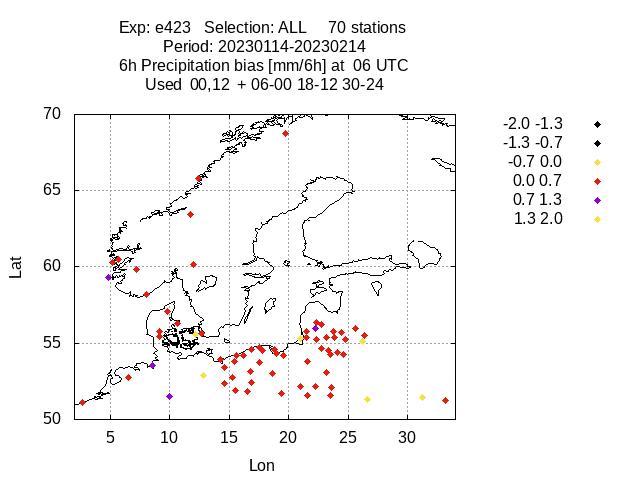 Exp: e423   Selection: ALL     70 stations
Period: 20230114-20230214
6h Precipitation bias [mm/6h] at  06 UTC
Used  00,12  + 06-00 18-12 30-24
-2.0 -1.3
-1.3 -0.7
-0.7 0.0
0.0 0.7
0.7 1.3
1.3 2.0
70
65
60
55
50
Lat
5 10 15 20 25 30
Lon